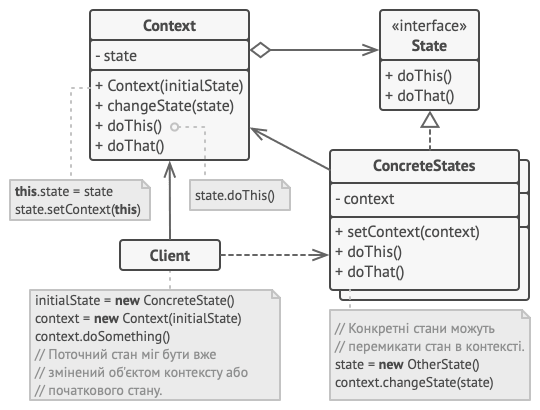 Context
- state
+ Context(initialState)
+ changeState(state)
+ doThis()
+ doThat()
«interface»
State
+ doThis()
+ doThat()
this.state = state
state.setContext(this)
state.doThis()
ConcreteStates
- context
+ setContext(context)
+ doThis()
+ doThat()
Client
initialState = new ConcreteState()
context = new Context(initialState)
context.doSomething()
// Поточний стан міг бути вже
// змінений об'єктом контексту або
// початкового стану.
// Конкретні стани можуть
// перемикати стан в контексті.
state = new OtherState()
context.changeState(state)